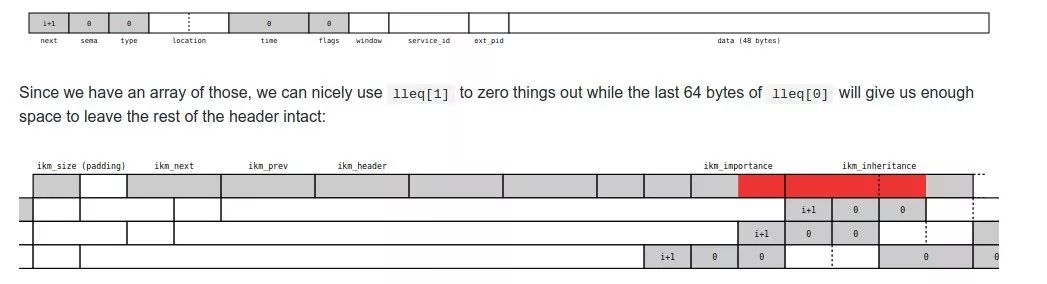 i+1 0 0 0 0
next sema type location time flags window service_id ext_pid data (48 bytes)
Since we have an array of those, we can nicely use lleq[1] to zero things out while the last 64 bytes of lleq[0] will give us enough
space to leave the rest of the header intact:
ikm_size (padding) ikm_next ikm_prev ikm_header ikm_importance ikm_inheritance
i+1 0 0
i+1 0 0
i+1 0 0 0 0